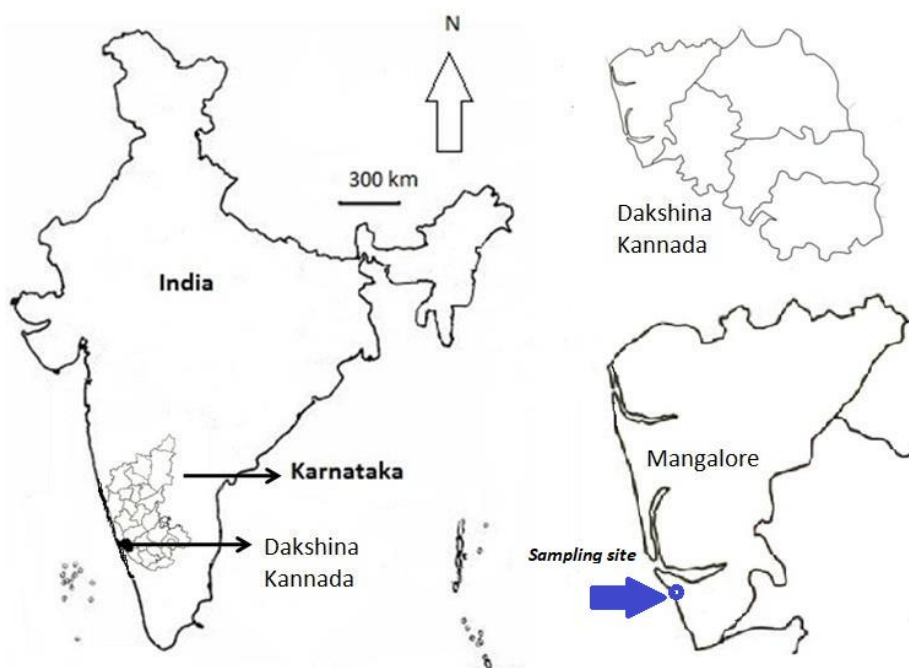 N
300 km
India
Karnataka
Dakshina
Kannada
Dakshina
Kannada
Mangalore
Sampling site